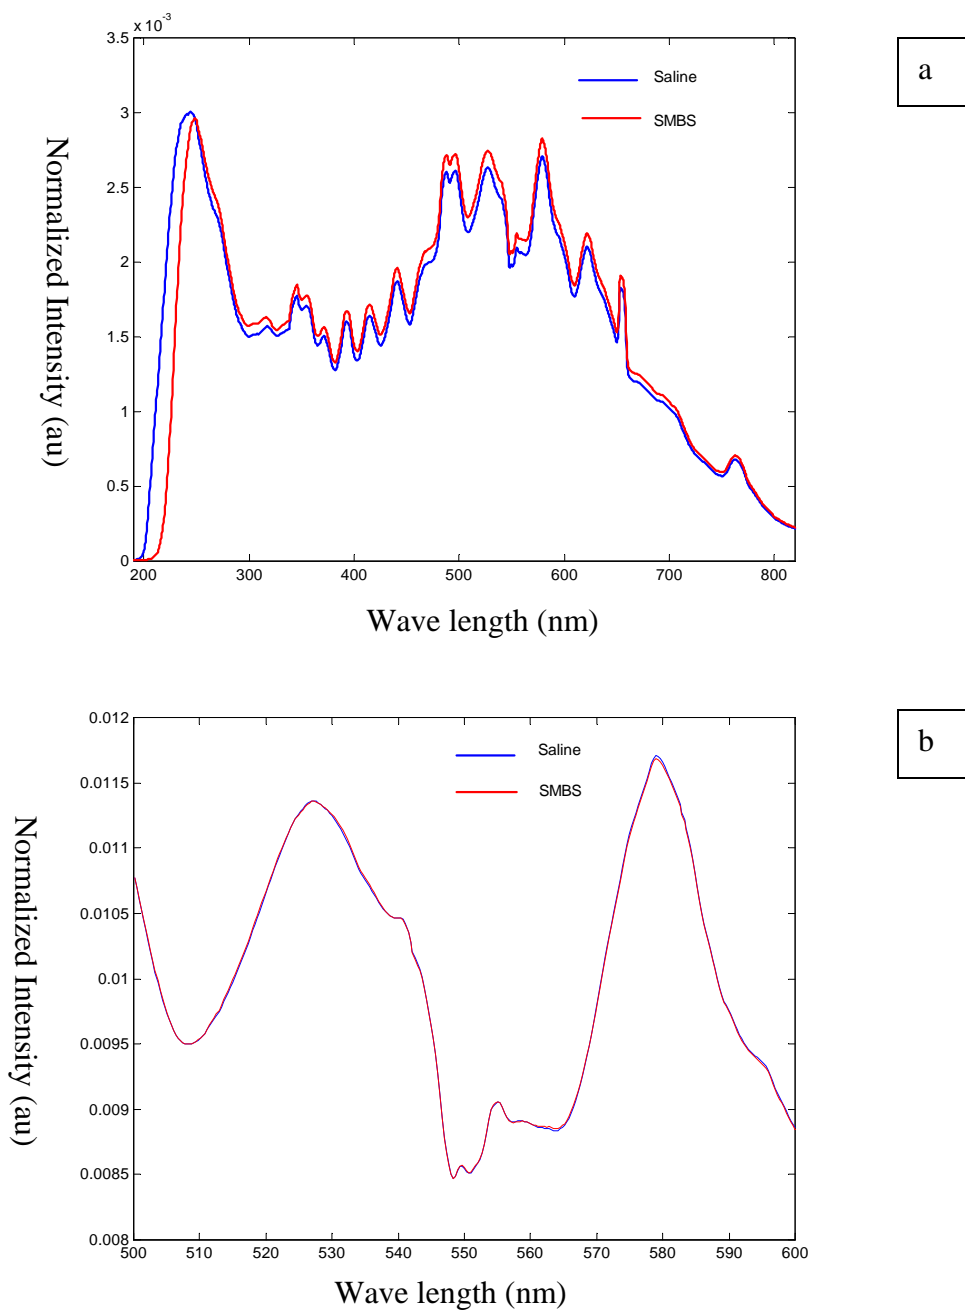 x 10-3
3.5
3
2.5
2
1.5
1
0.5
0
200 300 400 500 600 700 800
Saline
SMBS
Normalized Intensity (au)
Wave length (nm)
a
0.012
0.0115
0.011
0.0105
0.01
0.0095
0.009
0.0085
0.008
500 510 520 530 540 550 560 570 580 590 600
Saline
SMBS
Normalized Intensity (au)
Wave length (nm)
b